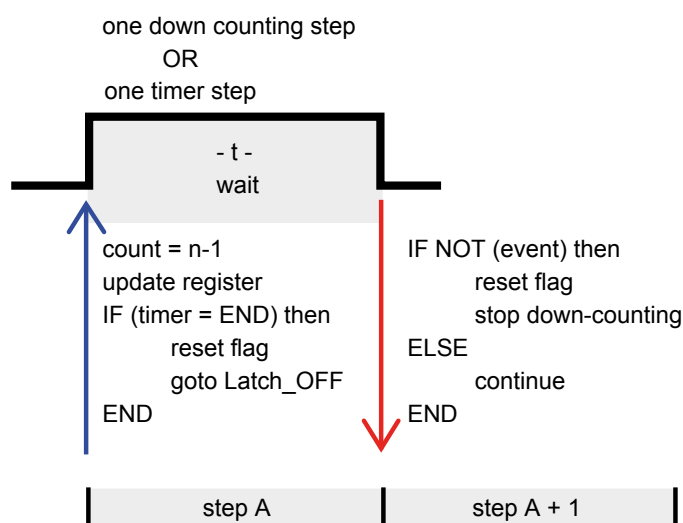 one down counting step
OR
one timer step
- t -
wait
count = n-1
update register
IF (timer = END) then
reset flag
goto Latch_OFF
END
IF NOT (event) then
reset flag
stop down-counting
ELSE
continue
END
step A
step A + 1